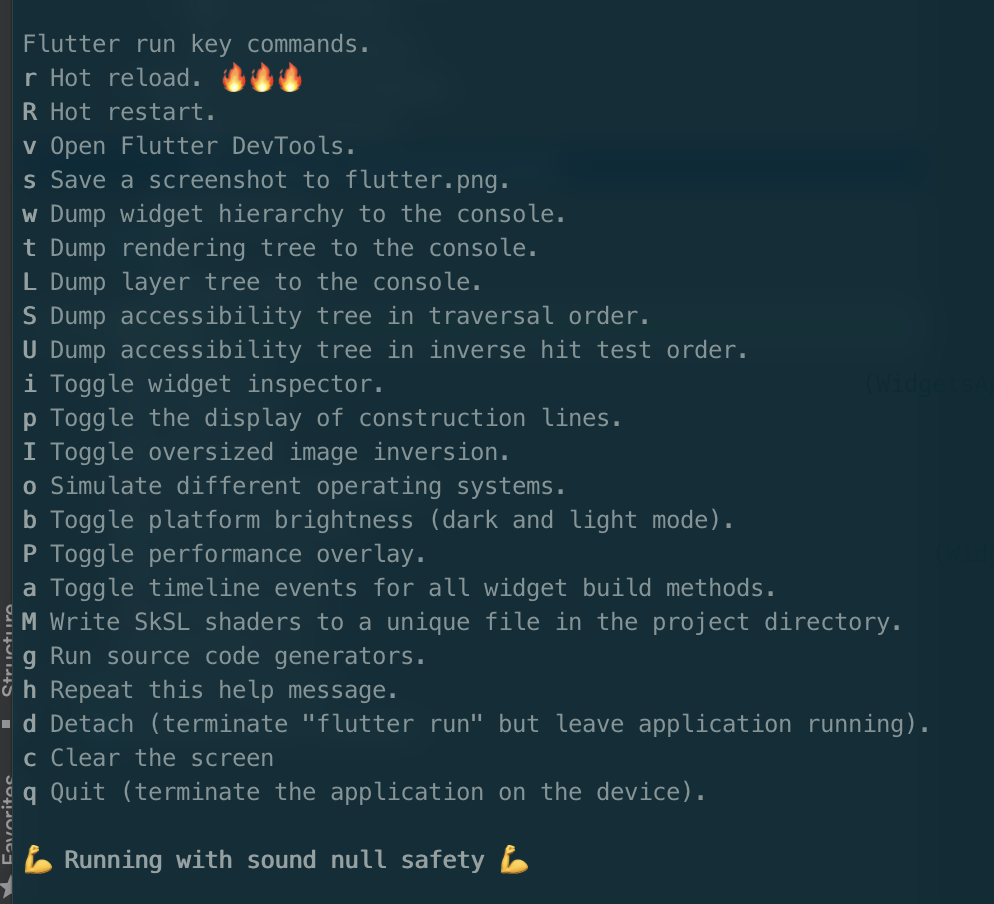 Flutter run key commands.
r Hot reload. 🔥🔥🔥
R Hot restart.
v Open Flutter DevTools.
s Save a screenshot to flutter.png.
w Dump widget hierarchy to the console.
t Dump rendering tree to the console.
L Dump layer tree to the console.
S Dump accessibility tree in traversal order.
U Dump accessibility tree in inverse hit test order.
i Toggle widget inspector.
p Toggle the display of construction lines.
I Toggle oversized image inversion.
o Simulate different operating systems.
b Toggle platform brightness (dark and light mode).
P Toggle performance overlay.
a Toggle timeline events for all widget build methods.
M Write SkSL shaders to a unique file in the project directory.
g Run source code generators.
h Repeat this help message.
d Detach (terminate "flutter run" but leave application running).
c Clear the screen
q Quit (terminate the application on the device).
💪 Running with sound null safety 💪
Structure
Favorites